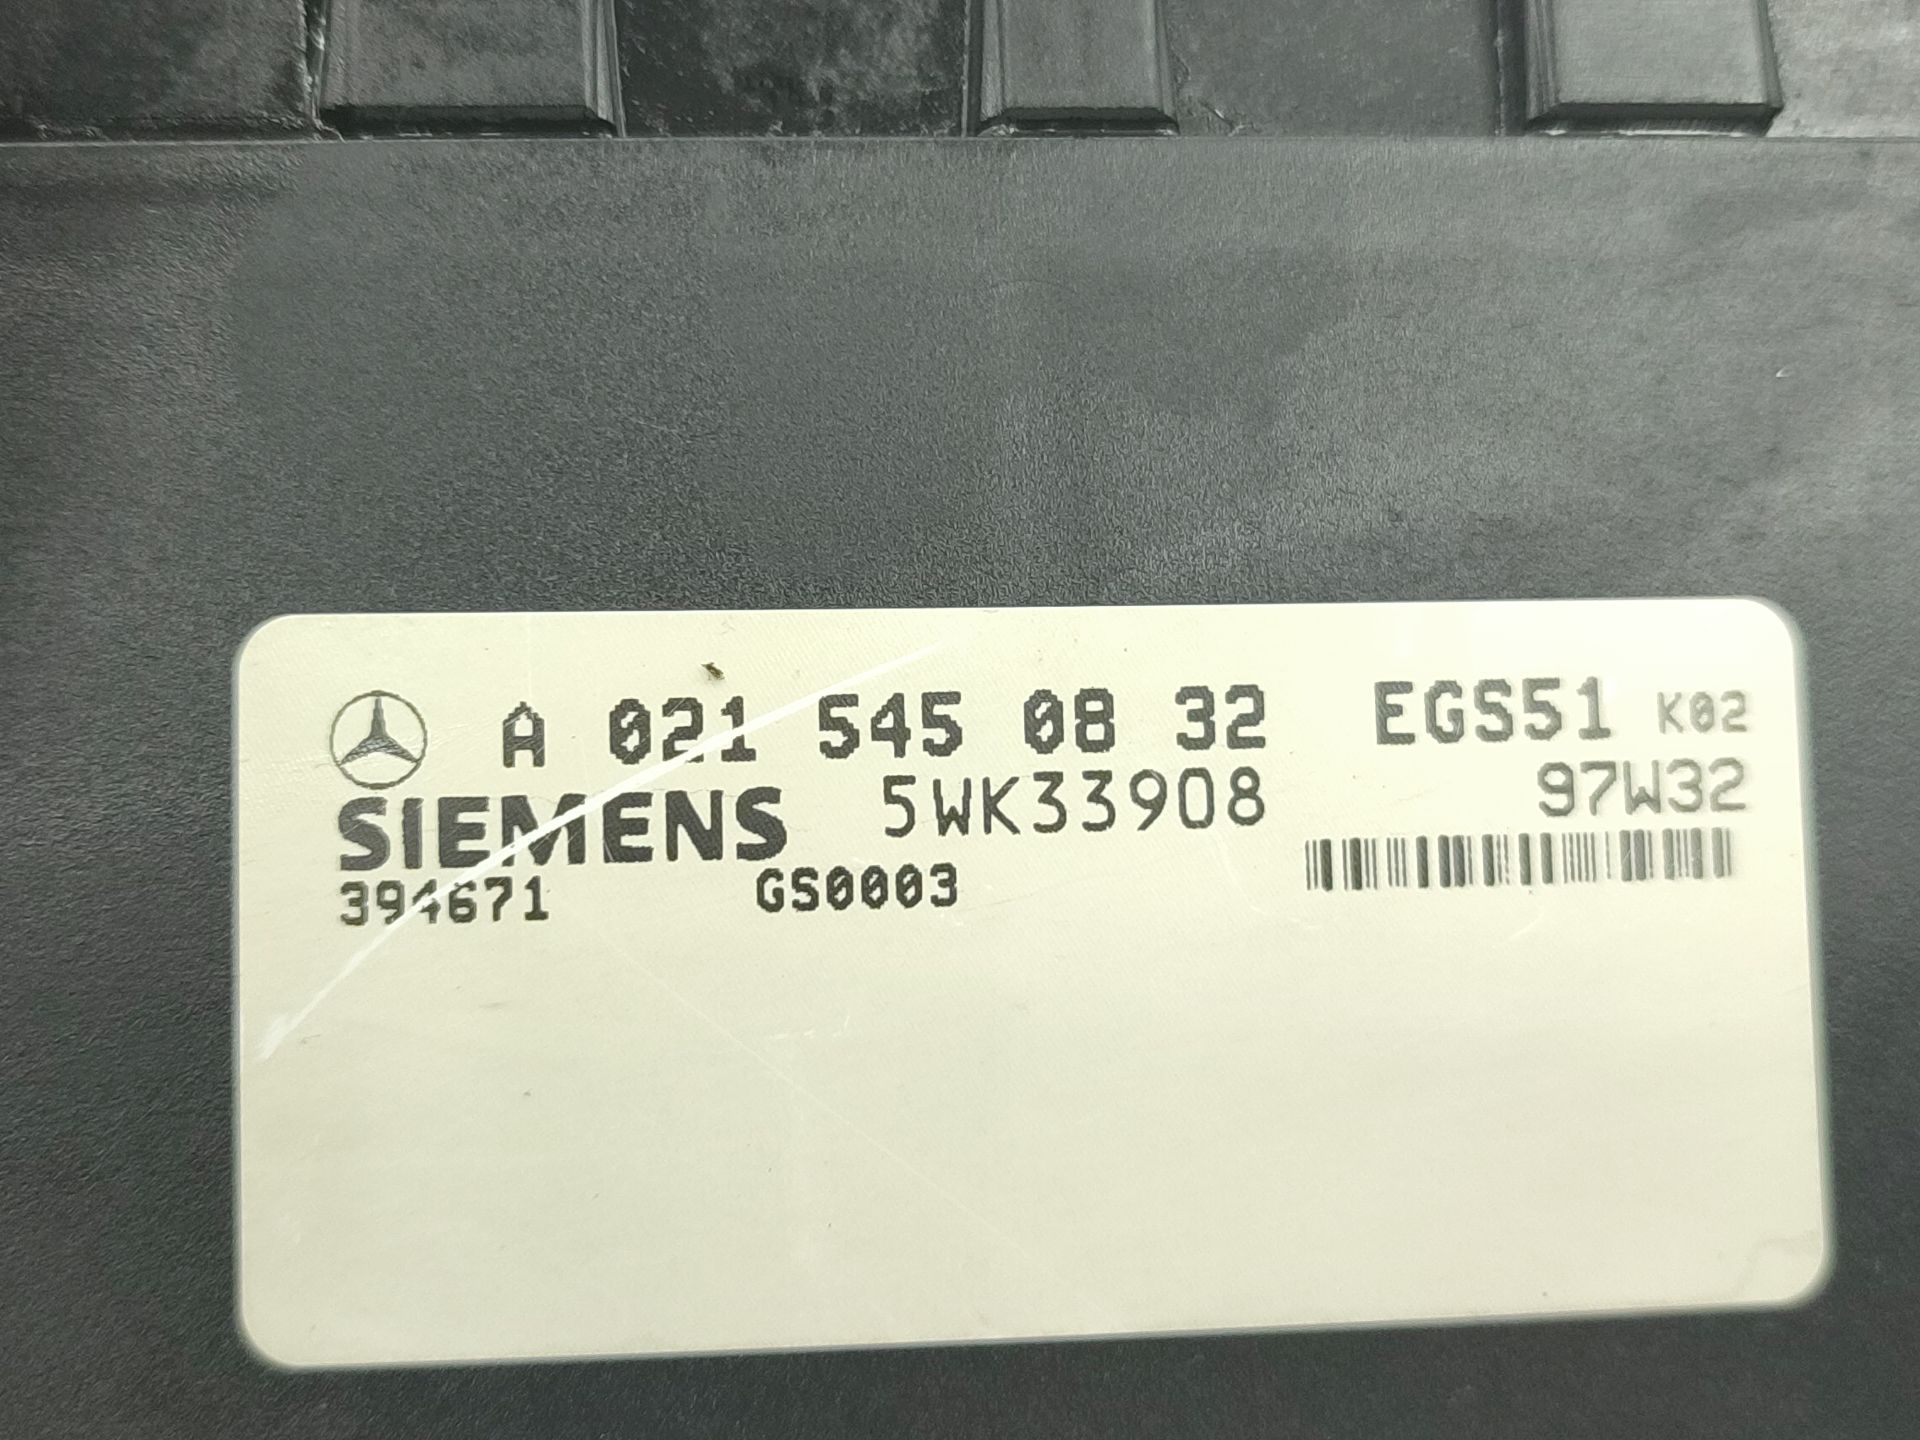 A 021 545 08 32 EGS51 K02
SIEMENS 5WK33908 97W32
394671 GS0003